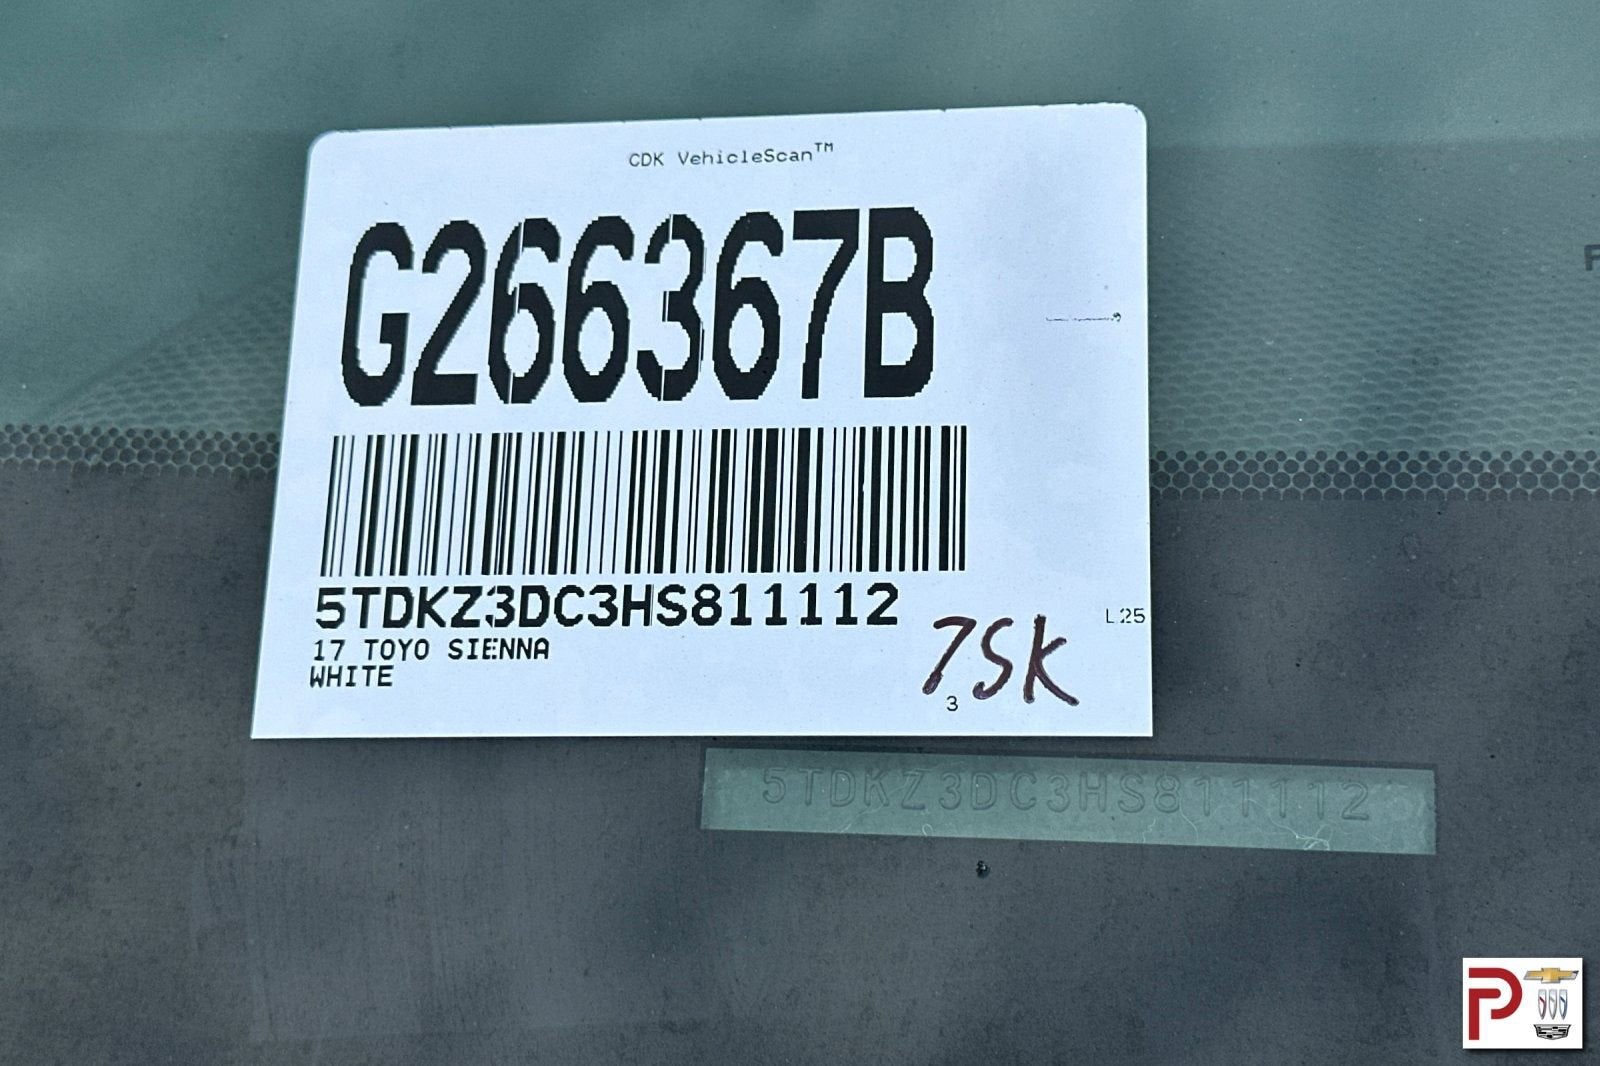 CDK VehicleScan™
G266367B
5TDKZ3DC3HS811112
17 TOYO SIENNA
WHITE
75K
3
L25
5TDKZ3DC3HS811112
P